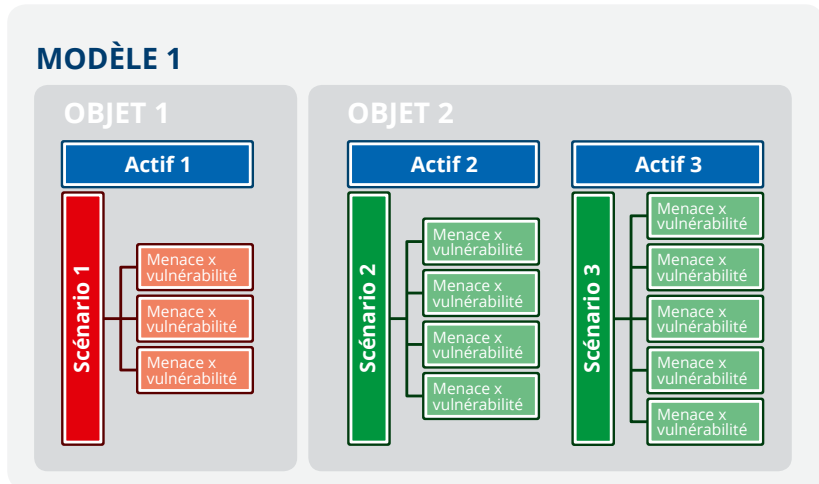 MODÈLE 1
OBJET 1
Actif 1
Scénario 1
Menace x
vulnérabilité
Menace x
vulnérabilité
Menace x
vulnérabilité
OBJET 2
Actif 2
Scénario 2
Menace x
vulnérabilité
Menace x
vulnérabilité
Menace x
vulnérabilité
Menace x
vulnérabilité
Actif 3
Scénario 3
Menace x
vulnérabilité
Menace x
vulnérabilité
Menace x
vulnérabilité
Menace x
vulnérabilité
Menace x
vulnérabilité